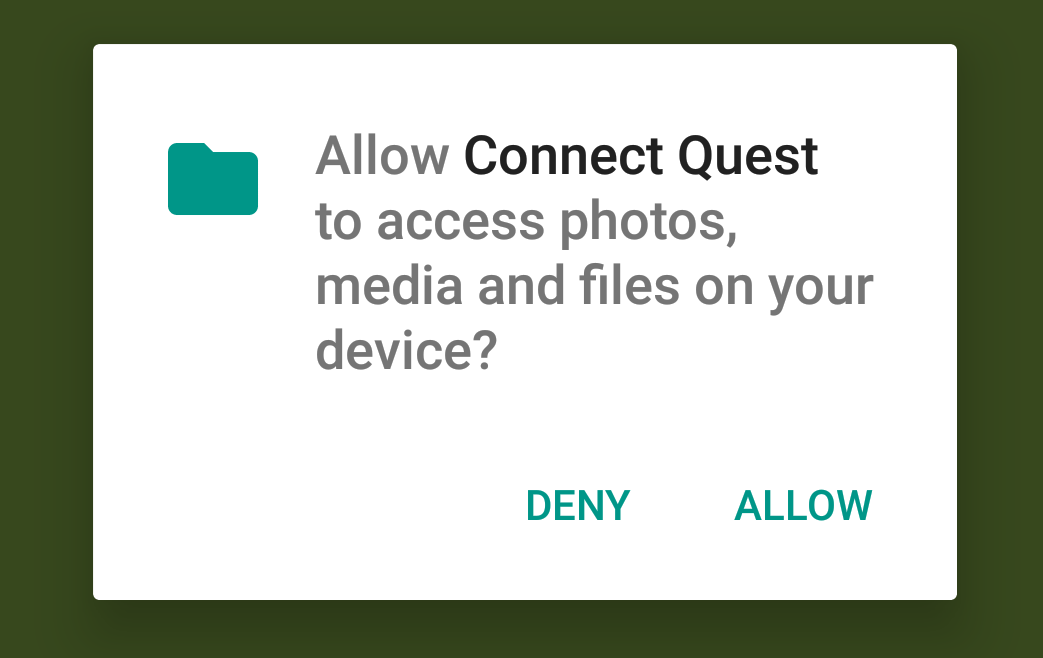 Allow Connect Quest
to access photos,
media and files on your
device?
DENY ALLOW